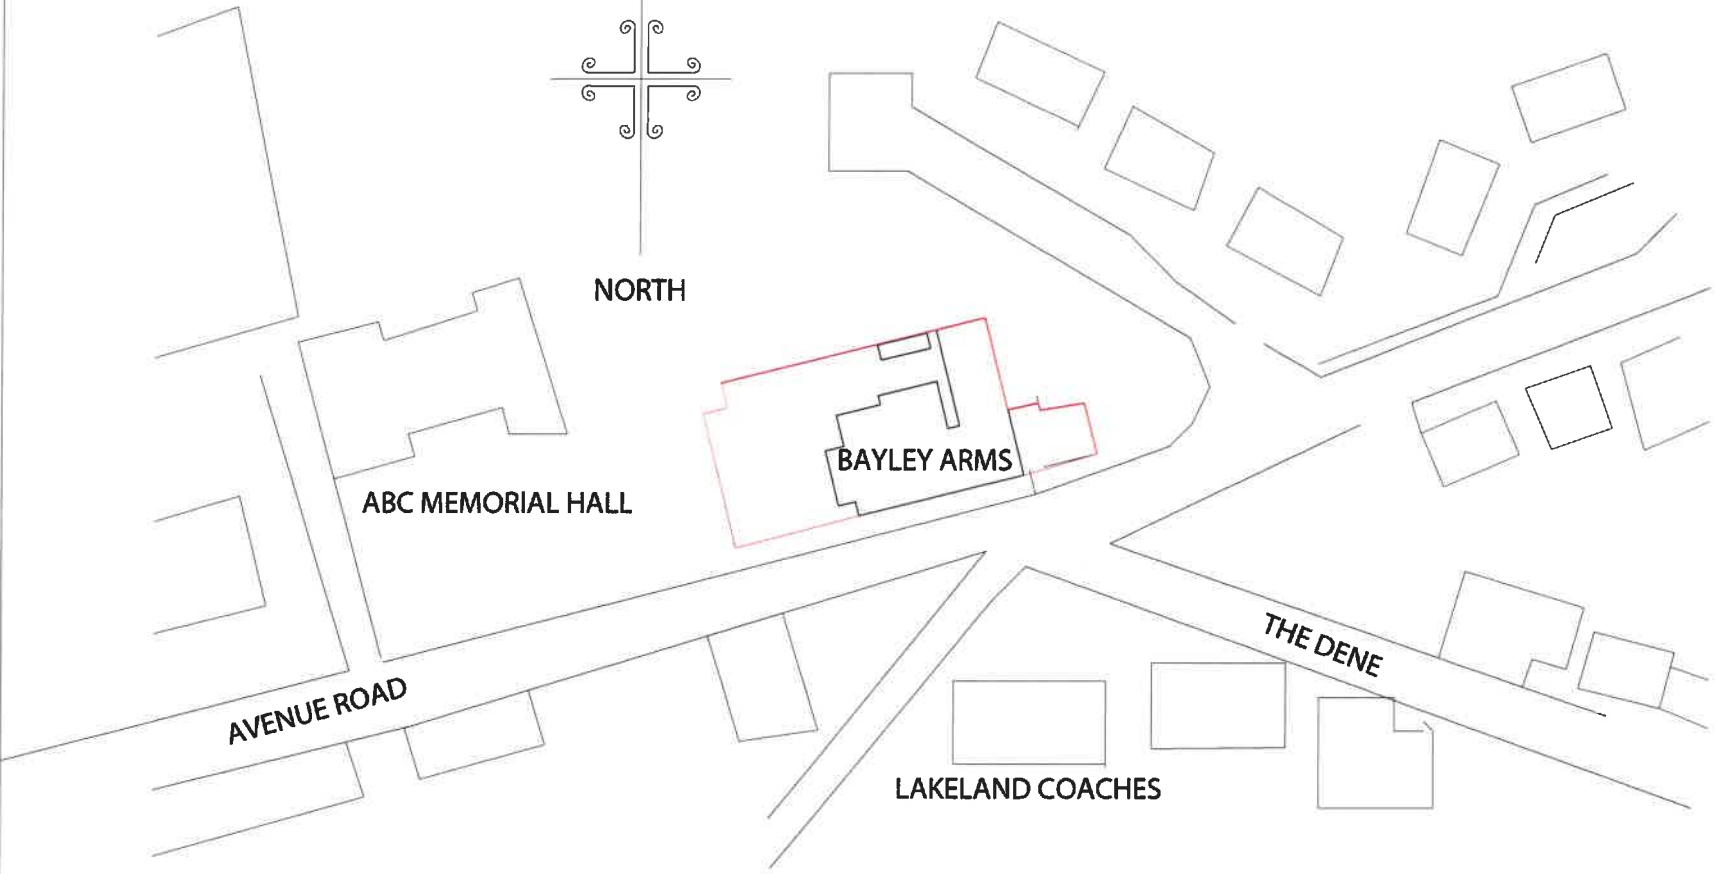 NORTH
BAYLEY ARMS
ABC MEMORIAL HALL
THE DENE
AVENUE ROAD
LAKELAND COACHES